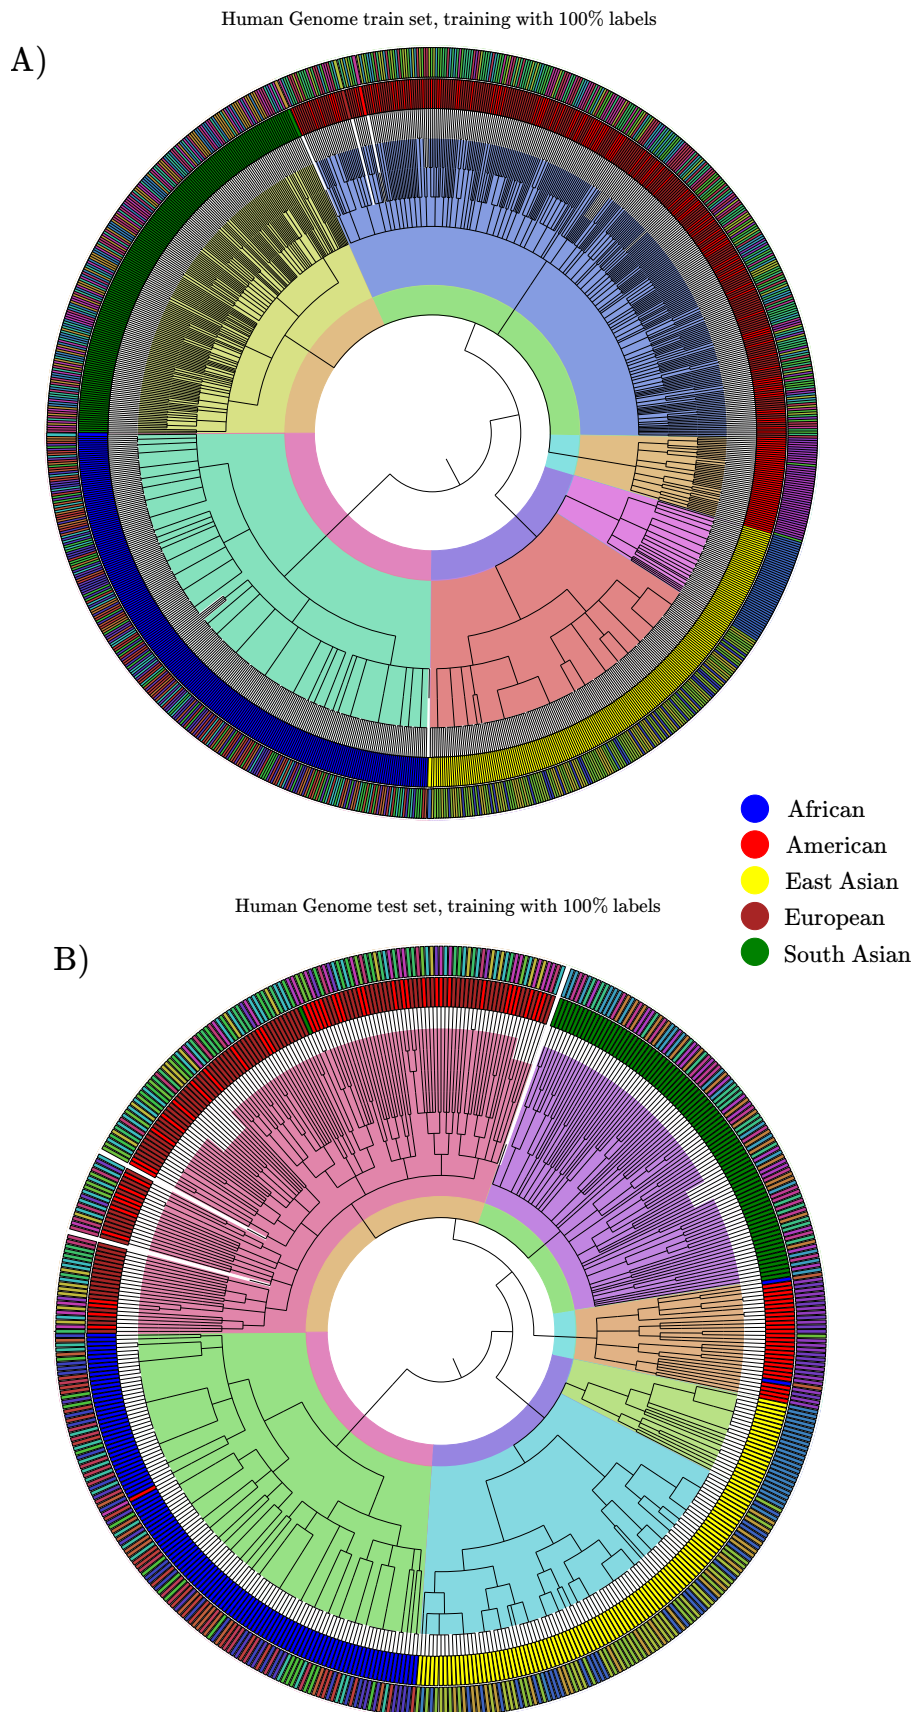 Human Genome train set, training with 100% labels
A)
African
American
East Asian
European
South Asian
Human Genome test set, training with 100% labels
B)